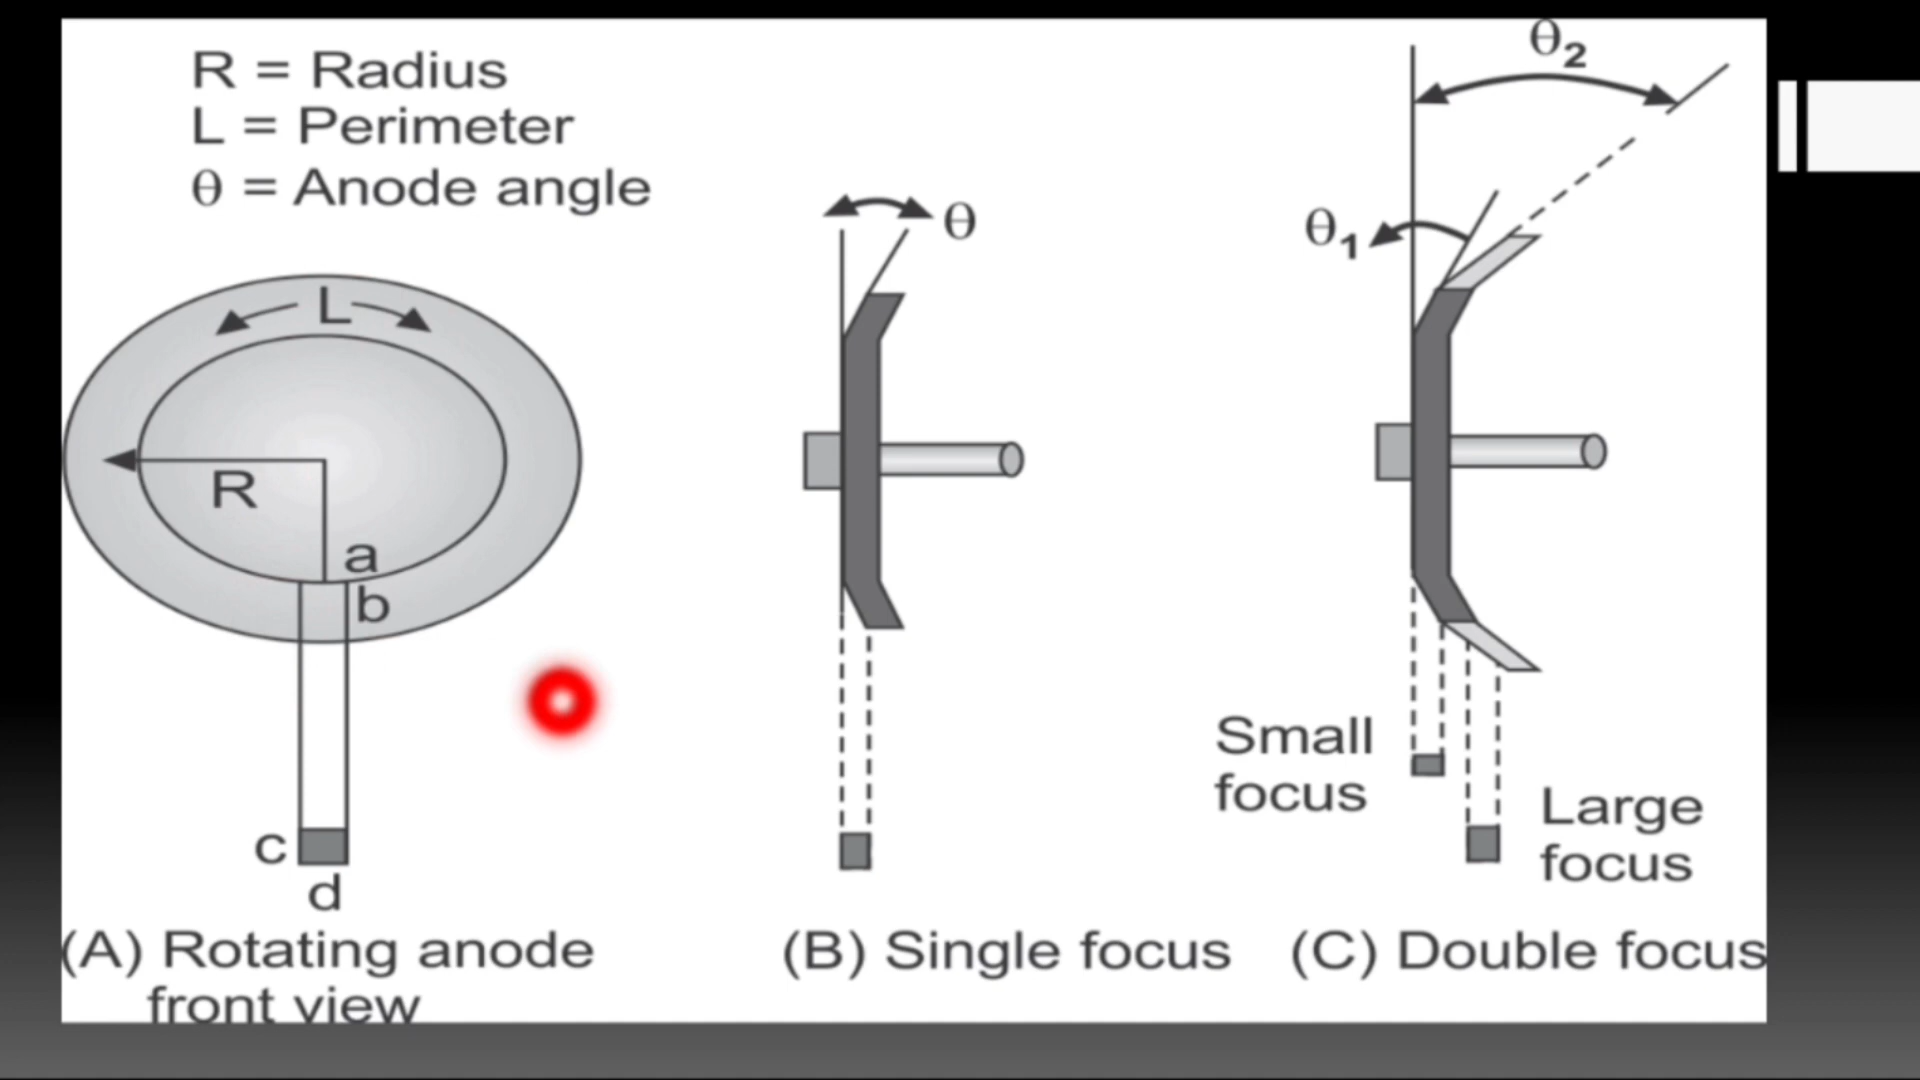 R = Radius
L = Perimeter
θ = Anode angle
L
R
a
b
c
d
(A) Rotating anode
front view
θ
(B) Single focus
θ2
θ1
Small
focus
Large
focus
(C) Double focus